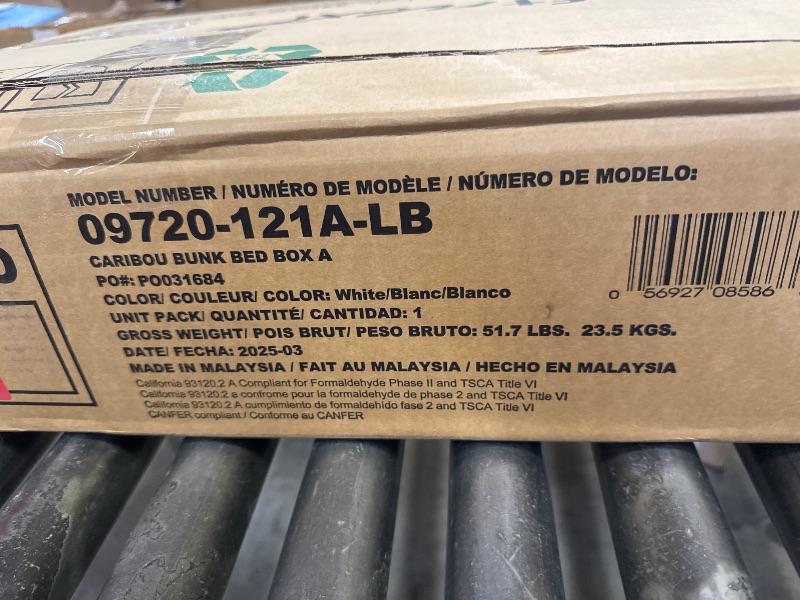 MODEL NUMBER / NUMÉRO DE MODÈLE / NÚMERO DE MODELO:
09720-121A-LB
CARIBOU BUNK BED BOX A
PO#: PO031684
COLOR/ COULEUR/ COLOR: White/Blanc/Blanco
UNIT PACK/ QUANTITÉ/ CANTIDAD: 1
GROSS WEIGHT/ POIS BRUT/ PESO BRUTO: 51.7 LBS. 23.5 KGS.
DATE/ FECHA: 2025-03
MADE IN MALAYSIA / FAIT AU MALAYSIA / HECHO EN MALAYSIA
California 93120.2 A Compliant for Formaldehyde Phase II and TSCA Title VI
California 93120.2 a confrome pour la formaldehyde de phase 2 and TSCA Title VI
California 93120.2 A cumplimiento de formaldehido fase 2 and TSCA Title VI
CANFER compliant / Conforme au CANFER
0 56927 08586